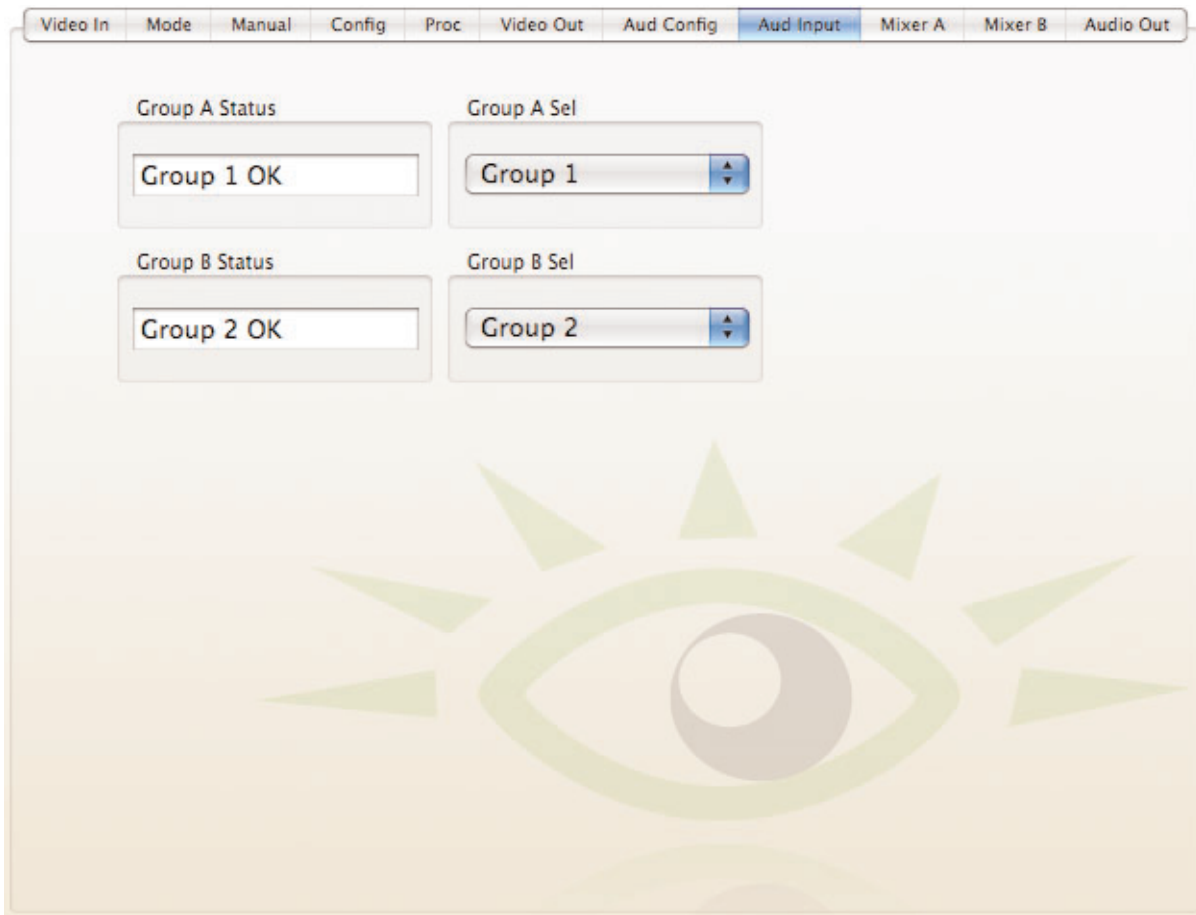 Video In Mode Manual Config Proc Video Out Aud Config Aud Input Mixer A Mixer B Audio Out
Group A Status Group A Sel
Group 1 OK Group 1
Group B Status Group B Sel
Group 2 OK Group 2